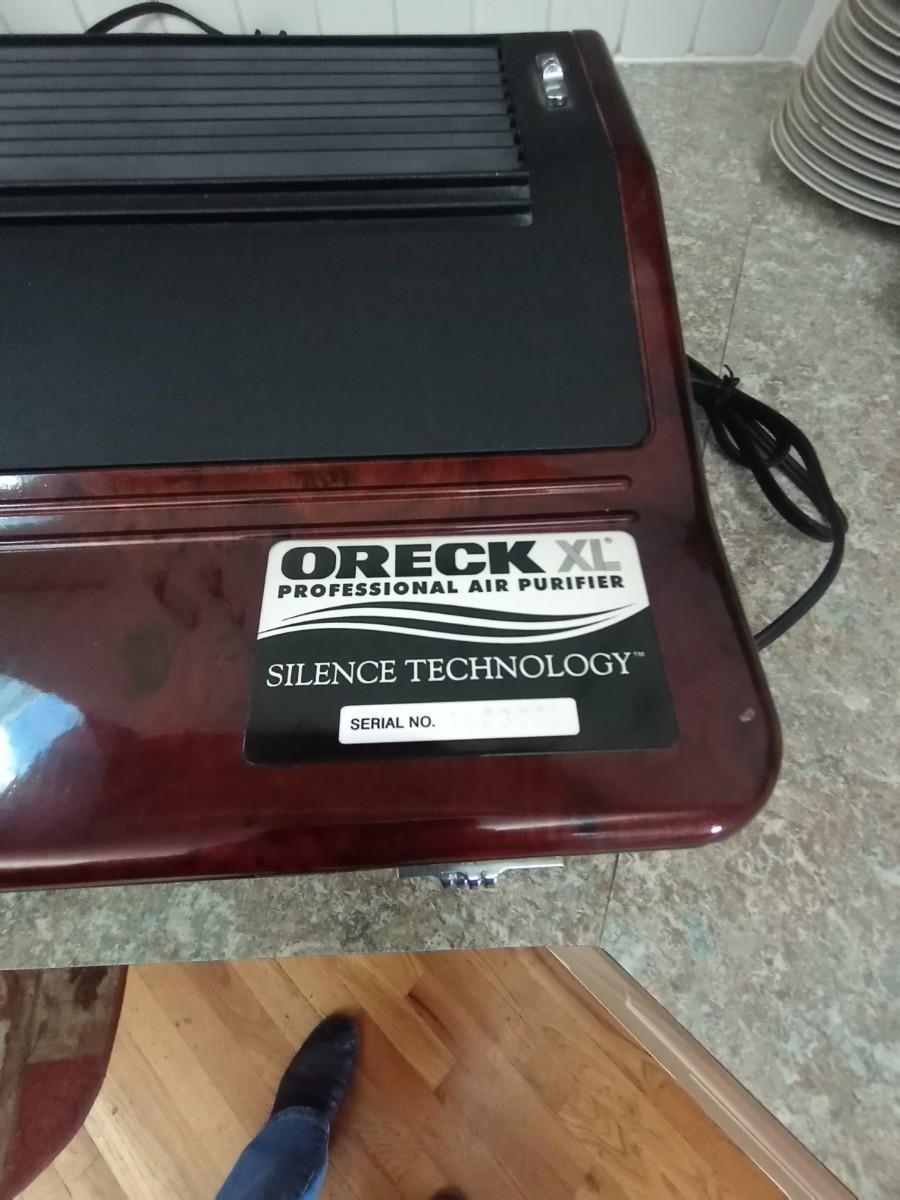 ORECK XL®
PROFESSIONAL AIR PURIFIER
SILENCE TECHNOLOGY™
SERIAL NO.